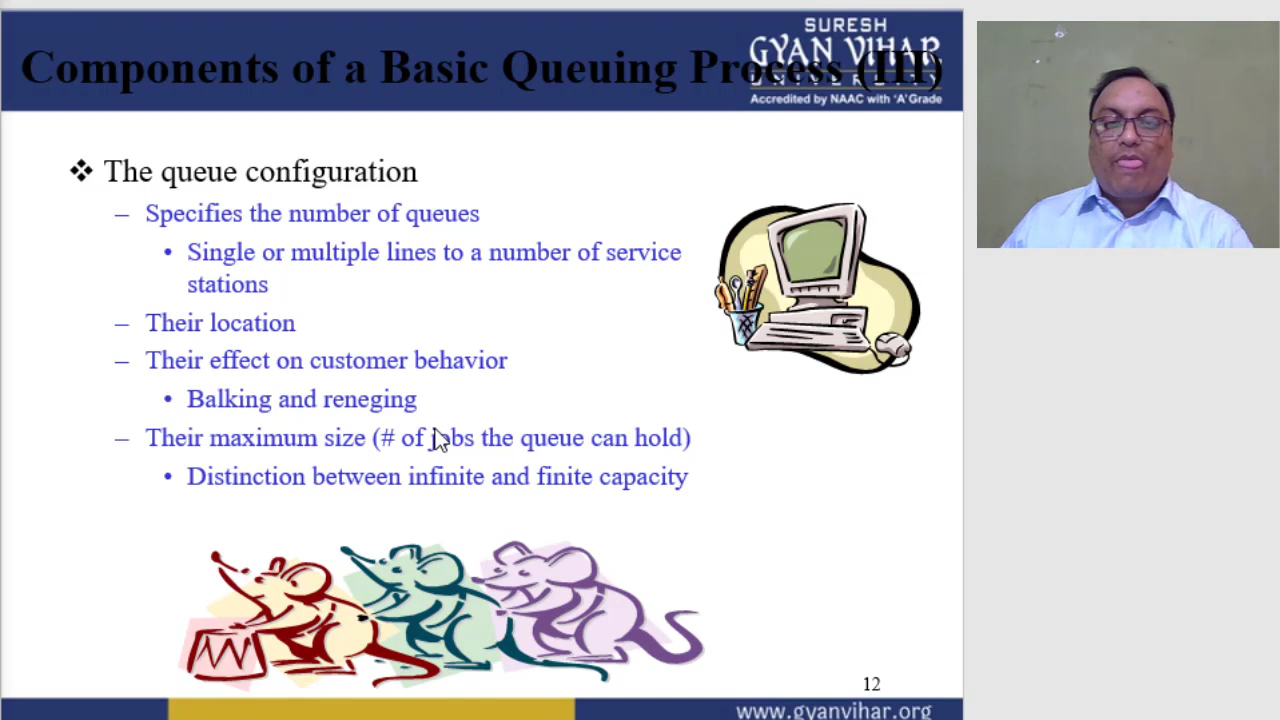 SURESH
GYAN VIHAR
UNIVERSITY
Accredited by NAAC with 'A' Grade
Components of a Basic Queuing Process (III)
❖ The queue configuration
– Specifies the number of queues
• Single or multiple lines to a number of service
stations
– Their location
– Their effect on customer behavior
• Balking and reneging
– Their maximum size (# of jobs the queue can hold)
• Distinction between infinite and finite capacity
12
www.gyanvihar.org